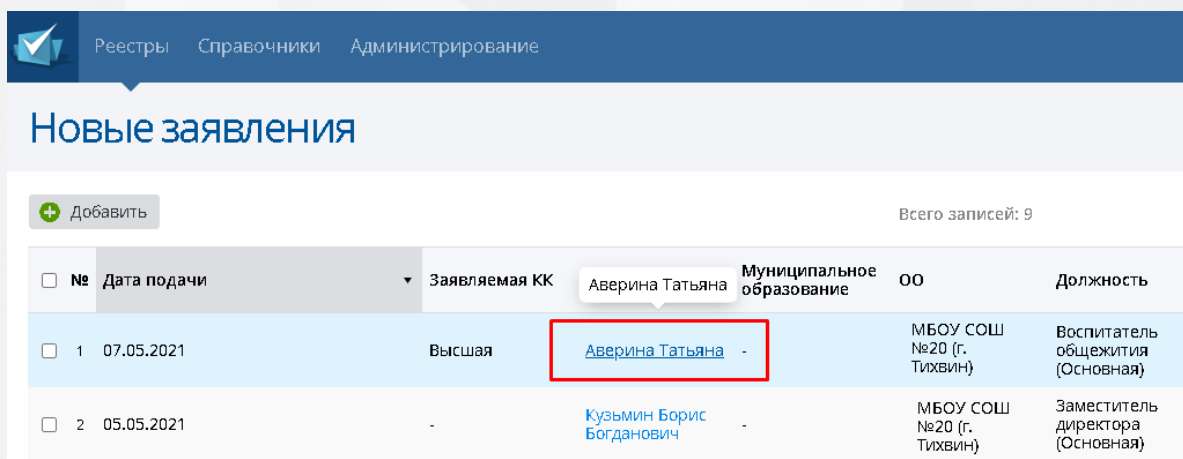 Реестры Справочники Администрирование
Новые заявления
Добавить
Всего записей: 9
№ Дата подачи Заявляемая КК Аверина Татьяна Муниципальное образование ОО Должность
1 07.05.2021 Высшая Аверина Татьяна - МБОУ СОШ №20 (г. Тихвин) Воспитатель общежития (Основная)
2 05.05.2021 - Кузьмин Борис Богданович - МБОУ СОШ №20 (г. Тихвин) Заместитель директора (Основная)